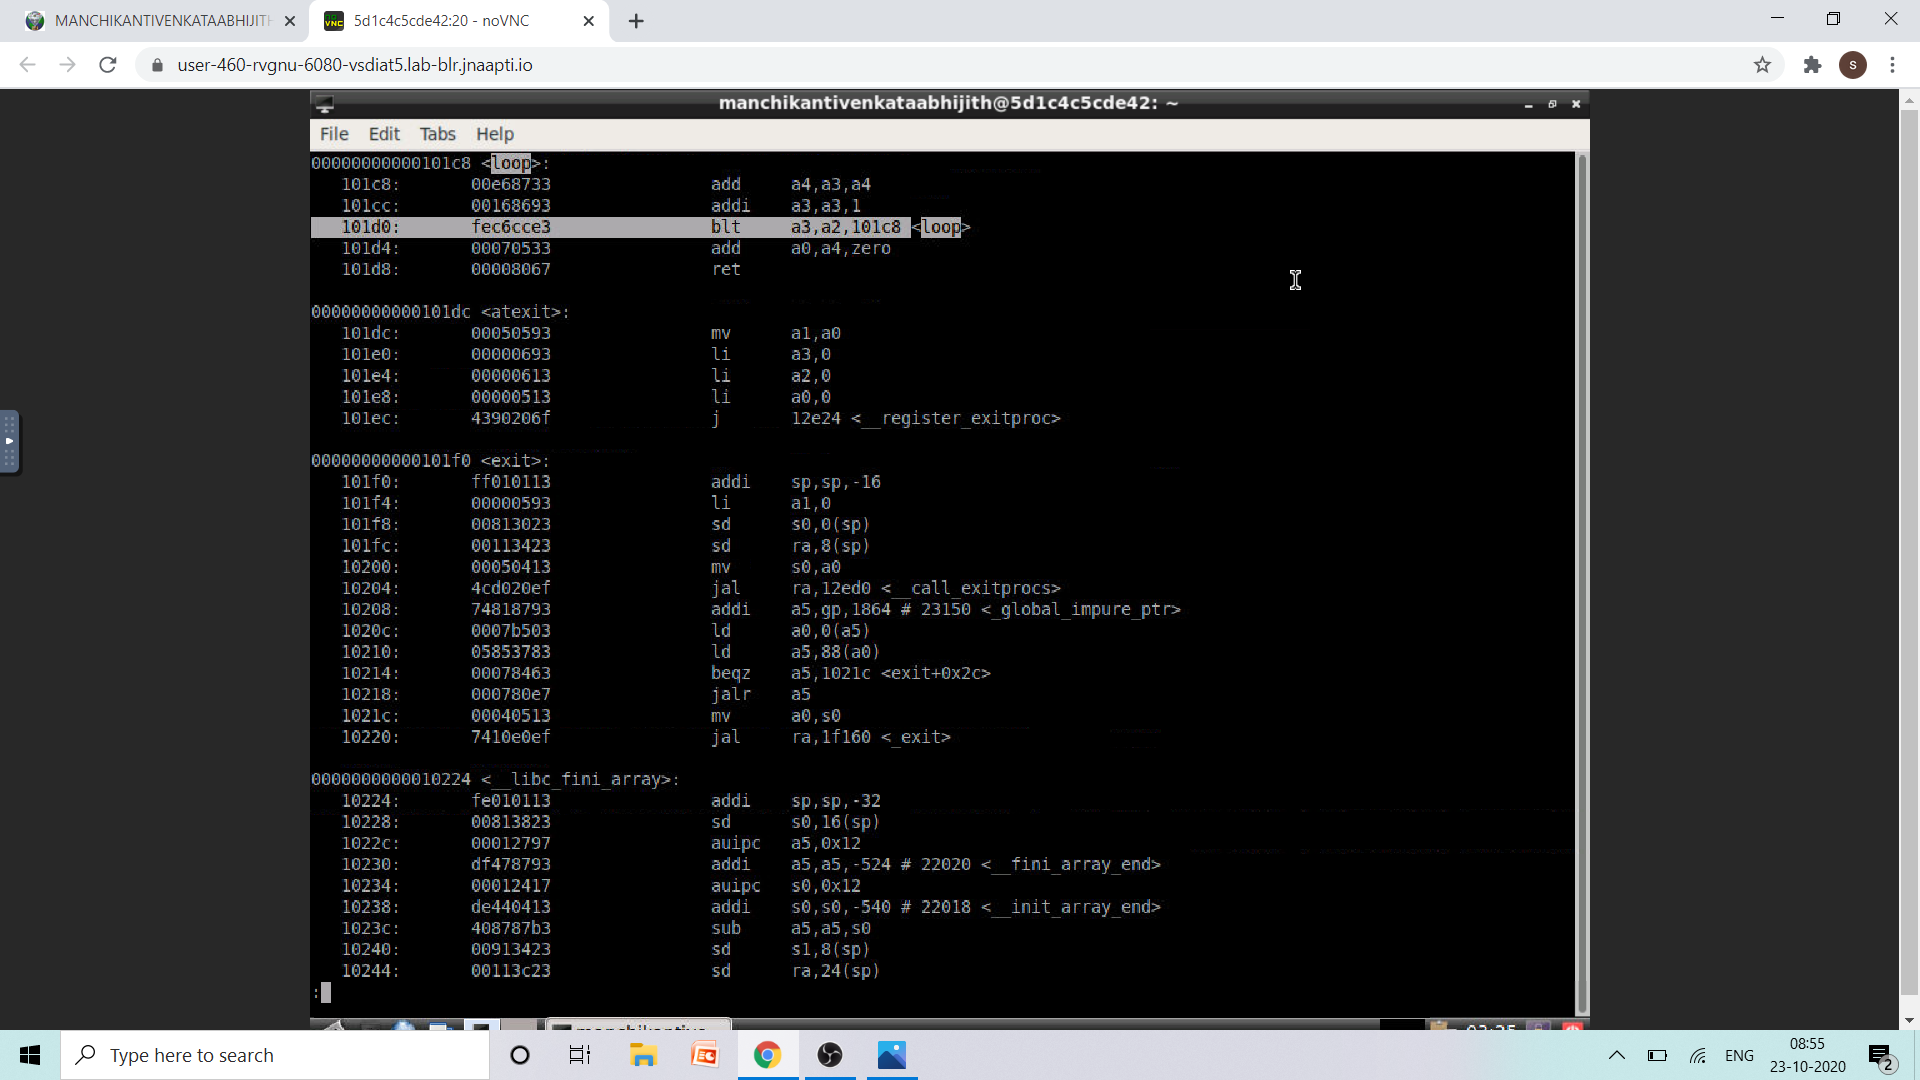 MANCHIKANTIVENKATAABHIJITH
5d1c4c5cde42:20 - noVNC
user-460-rvgnu-6080-vsdiat5.lab-blr.jnaapti.io
s
manchikantivenkataabhijith@5d1c4c5cde42: ~
File Edit Tabs Help
00000000000101c8 <loop>:
101c8: 00e68733 add a4,a3,a4
101cc: 00168693 addi a3,a3,1
101d0: fec6cce3 blt a3,a2,101c8 <loop>
101d4: 00070533 add a0,a4,zero
101d8: 00008067 ret
00000000000101dc <atexit>:
101dc: 00050593 mv a1,a0
101e0: 00000693 li a3,0
101e4: 00000613 li a2,0
101e8: 00000513 li a0,0
101ec: 4390206f j 12e24 <__register_exitproc>
00000000000101f0 <exit>:
101f0: ff010113 addi sp,sp,-16
101f4: 00000593 li a1,0
101f8: 00813023 sd s0,0(sp)
101fc: 00113423 sd ra,8(sp)
10200: 00050413 mv s0,a0
10204: 4cd020ef jal ra,12ed0 <__call_exitprocs>
10208: 74818793 addi a5,gp,1864 # 23150 <_global_impure_ptr>
1020c: 0007b503 ld a0,0(a5)
10210: 05853783 ld a5,88(a0)
10214: 00078463 beqz a5,1021c <exit+0x2c>
10218: 000780e7 jalr a5
1021c: 00040513 mv a0,s0
10220: 7410e0ef jal ra,1f160 <_exit>
0000000000010224 <__libc_fini_array>:
10224: fe010113 addi sp,sp,-32
10228: 00813823 sd s0,16(sp)
1022c: 00012797 auipc a5,0x12
10230: df478793 addi a5,a5,-524 # 22020 <__fini_array_end>
10234: 00012417 auipc s0,0x12
10238: de440413 addi s0,s0,-540 # 22018 <__init_array_end>
1023c: 408787b3 sub a5,a5,s0
10240: 00913423 sd s1,8(sp)
10244: 00113c23 sd ra,24(sp)
:
Type here to search
ENG
08:55
23-10-2020
2